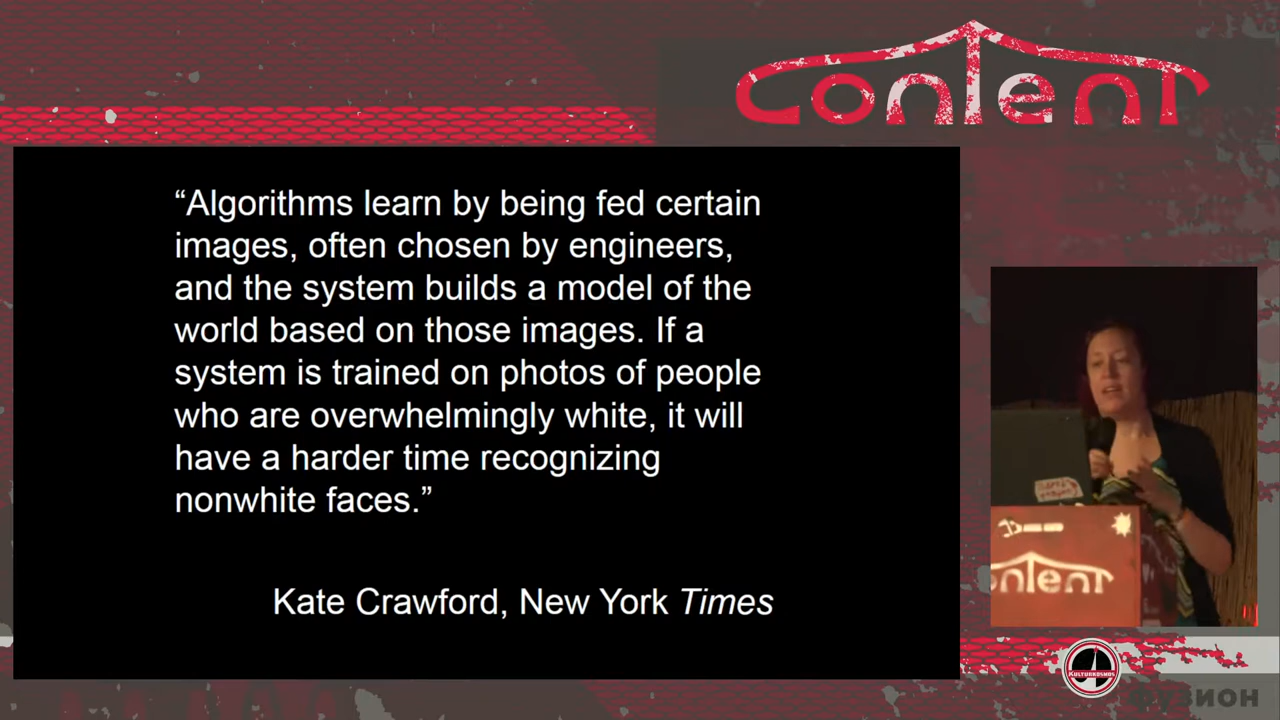 content
“Algorithms learn by being fed certain
images, often chosen by engineers,
and the system builds a model of the
world based on those images. If a
system is trained on photos of people
who are overwhelmingly white, it will
have a harder time recognizing
nonwhite faces.”
Kate Crawford, New York Times
content
KULTURKOSMOS
фузион